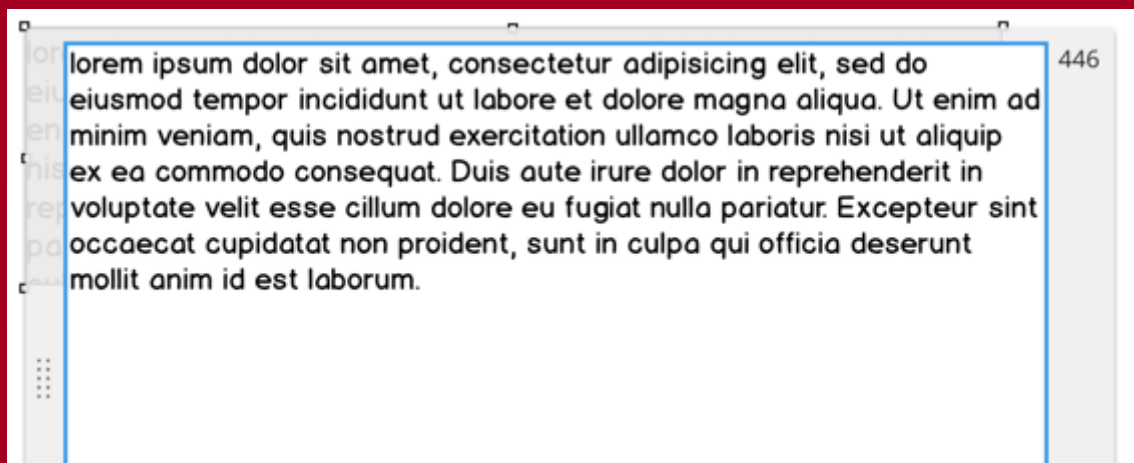 lorem ipsum dolor sit amet, consectetur adipisicing elit, sed do
446
eiusmod tempor incididunt ut labore et dolore magna aliqua. Ut enim ad
minim veniam, quis nostrud exercitation ullamco laboris nisi ut aliquip
ex ea commodo consequat. Duis aute irure dolor in reprehenderit in
voluptate velit esse cillum dolore eu fugiat nulla pariatur. Excepteur sint
occaecat cupidatat non proident, sunt in culpa qui officia deserunt
mollit anim id est laborum.